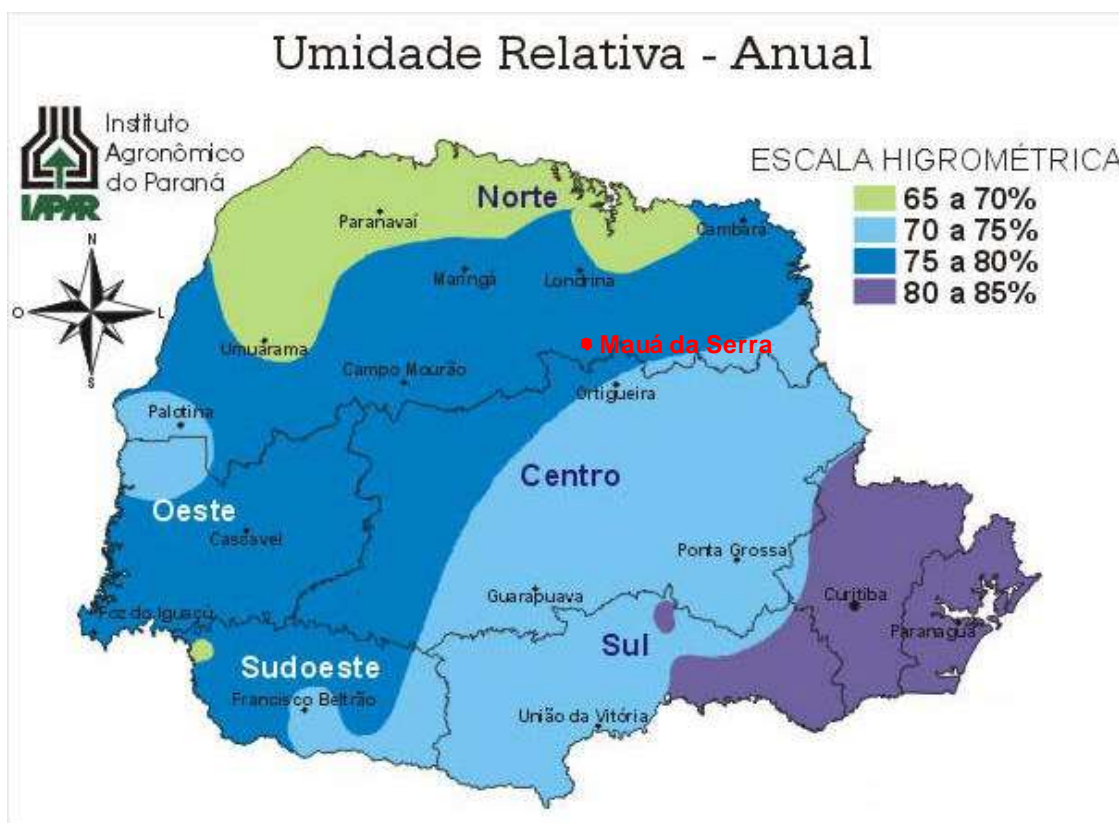 Umidade Relativa - Anual
Instituto
Agronômico
do Paraná
IAPAR
N
O
L
S
ESCALA HIGROMÉTRICA
65 a 70%
70 a 75%
75 a 80%
80 a 85%
Norte
Paranavaí
Cambará
Maringá
Londrina
Umuarama
Mauá da Serra
Campo Mourão
Ortigueira
Palotina
Centro
Oeste
Cascavel
Ponta Grossa
Guarapuava
Curitiba
Foz do Iguaçú
Paranaguá
Sul
Sudoeste
Francisco Beltrão
União da Vitória